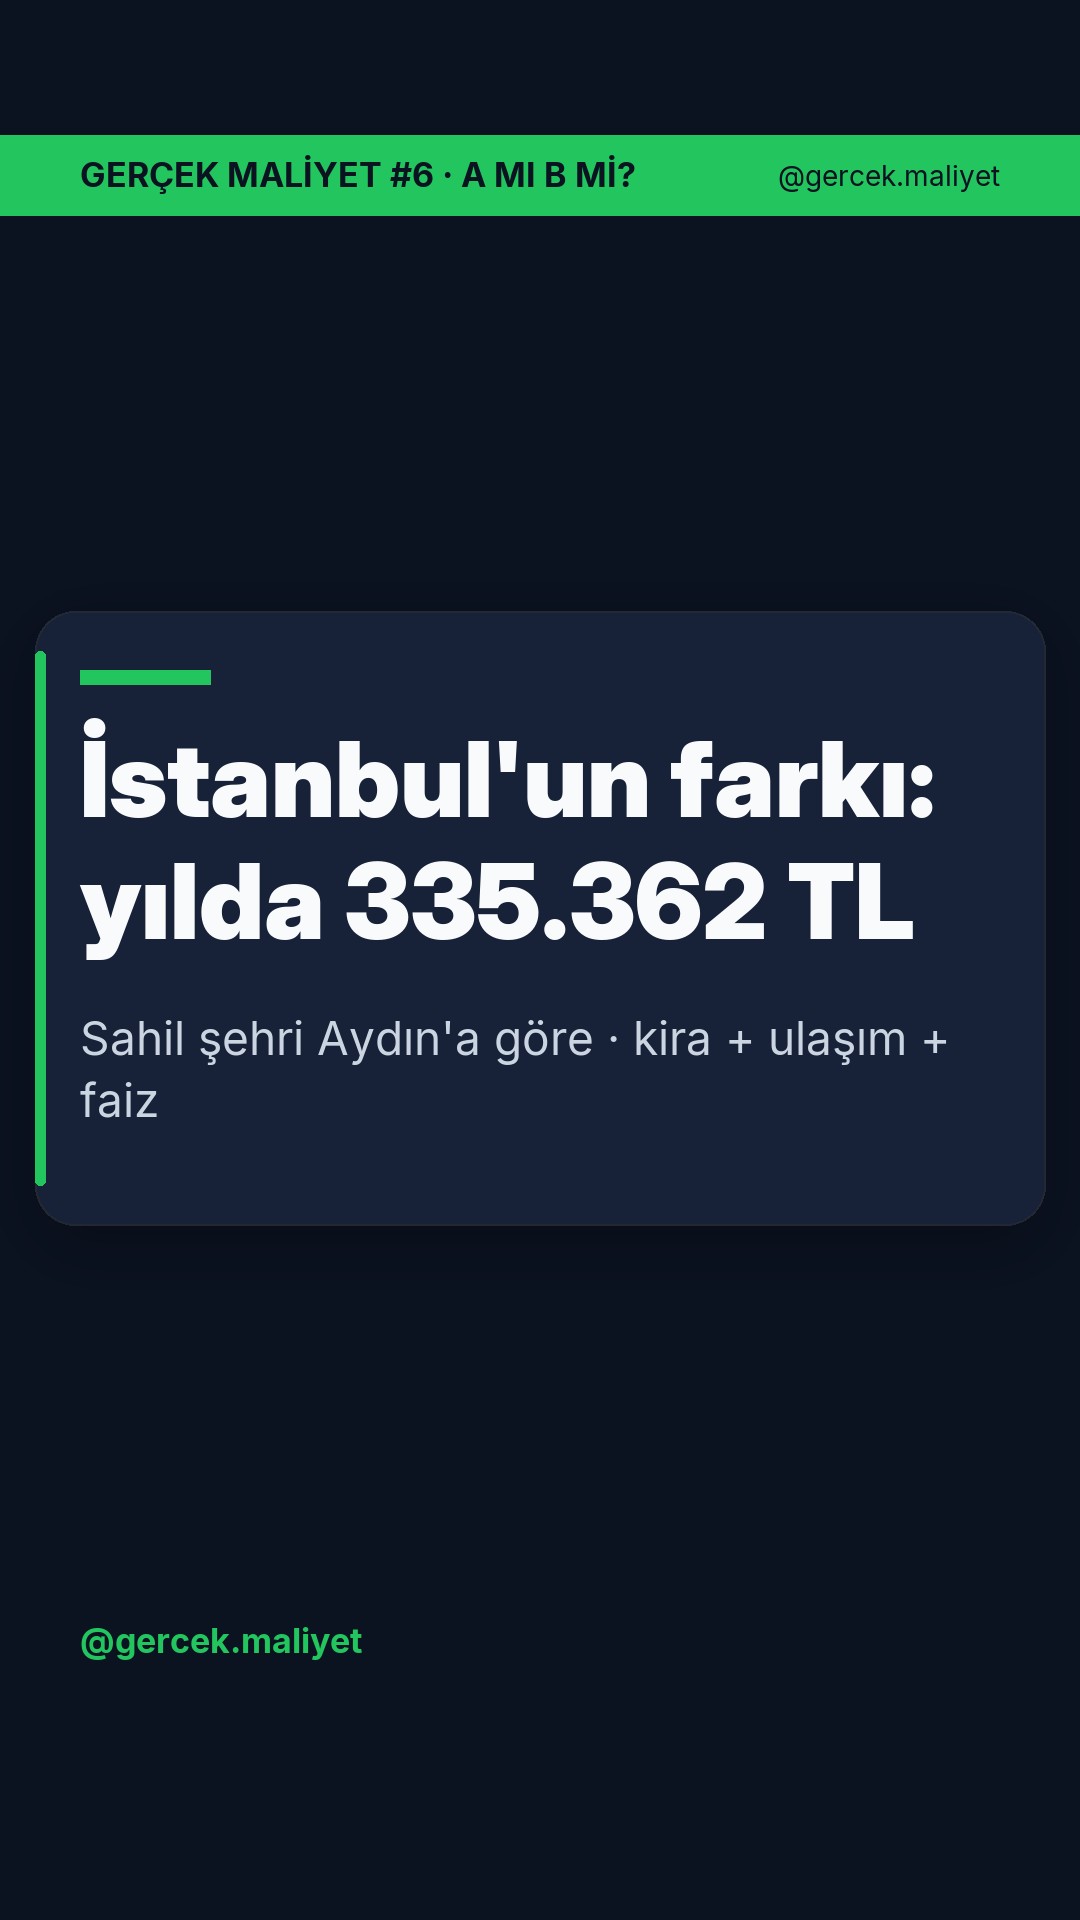 GERÇEK MALİYET #6 · A MI B Mİ?
@gercek.maliyet
İstanbul'un farkı:
yılda 335.362 TL
Sahil şehri Aydın'a göre · kira + ulaşım +
faiz
@gercek.maliyet